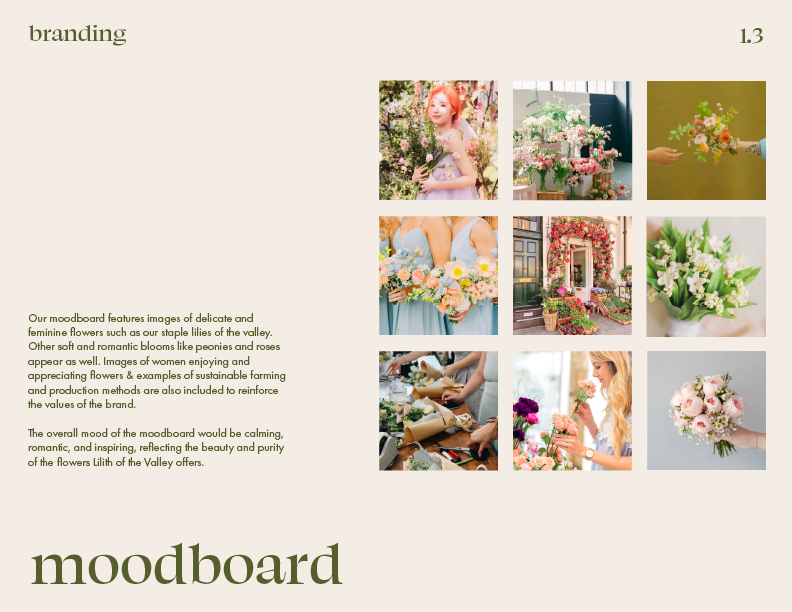 branding
1.3
Our moodboard features images of delicate and
feminine flowers such as our staple lilies of the valley.
Other soft and romantic blooms like peonies and roses
appear as well. Images of women enjoying and
appreciating flowers & examples of sustainable farming
and production methods are also included to reinforce
the values of the brand.
The overall mood of the moodboard would be calming,
romantic, and inspiring, reflecting the beauty and purity
of the flowers Lilith of the Valley offers.
moodboard